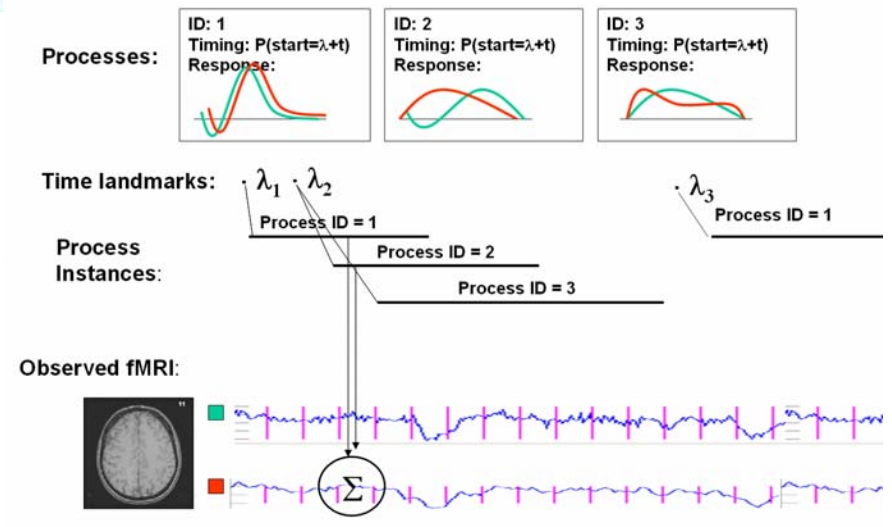 ID: 1
Timing: P(start=λ+t)
Response:
ID: 2
Timing: P(start=λ+t)
Response:
ID: 3
Timing: P(start=λ+t)
Response:
Processes:
Time landmarks:
λ1
λ2
λ3
Process ID = 1
Process ID = 1
Process
Instances:
Process ID = 2
Process ID = 3
Observed fMRI:
Σ